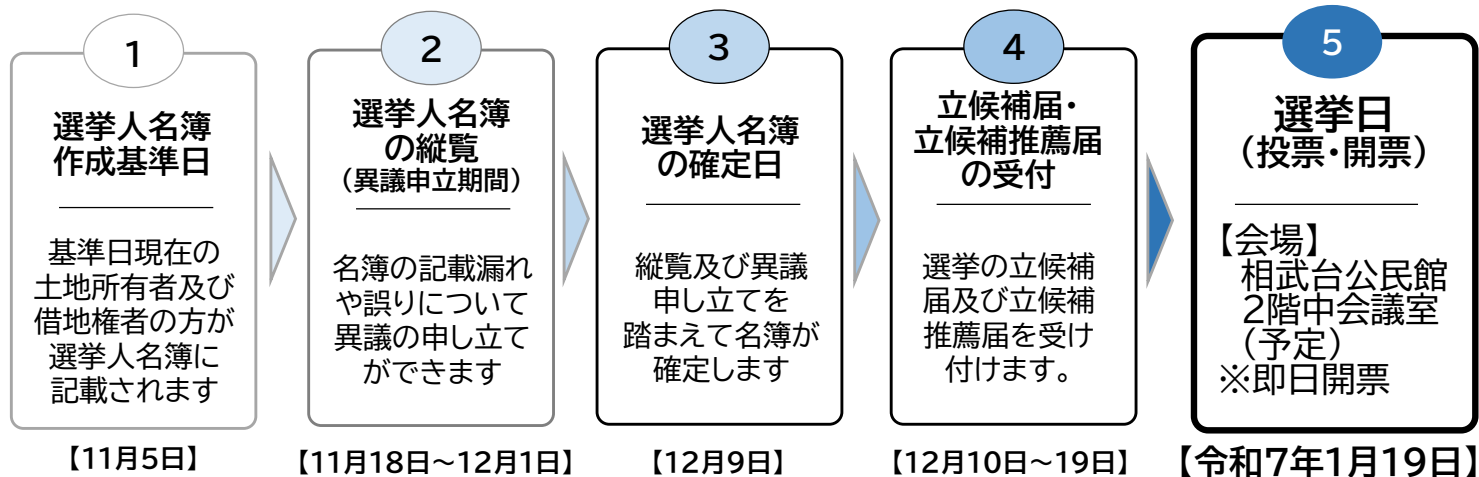 1
選挙人名簿
作成基準日
基準日現在の
土地所有者及び
借地権者の方が
選挙人名簿に
記載されます
【11月5日】
2
選挙人名簿
の縦覧
(異議申立期間)
名簿の記載漏れ
や誤りについて
異議の申し立て
ができます
【11月18日～12月1日】
3
選挙人名簿
の確定日
縦覧及び異議
申し立てを
踏まえて名簿が
確定します
【12月9日】
4
立候補届・
立候補推薦届
の受付
選挙の立候補
届及び立候補
推薦届を受け
付けます。
【12月10日～19日】
5
選挙日
(投票・開票)
【会場】
相武台公民館
2階中会議室
(予定)
※即日開票
【令和7年1月19日】